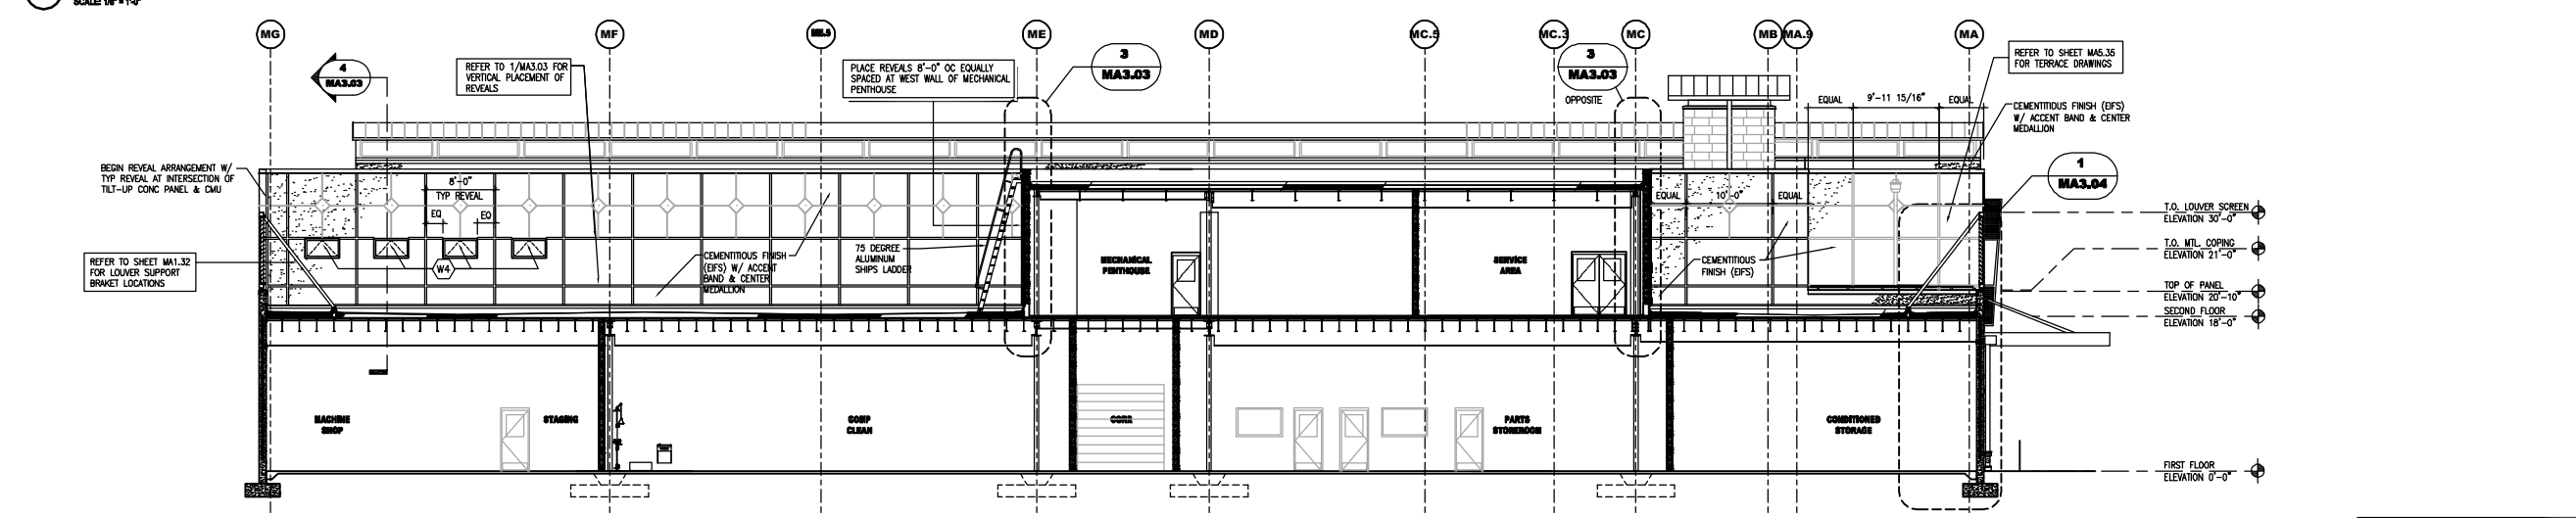 SCALE: 1/8" = 1'-0"
MG
MF
ME.5
ME
MD
MC.5
MC.3
MC
MB
MA.9
MA
4
MA3.03
REFER TO 1/MA3.03 FOR
VERTICAL PLACEMENT OF
REVEALS
PLACE REVEALS 8'-0" OC EQUALLY
SPACED AT WEST WALL OF MECHANICAL
PENTHOUSE
3
MA3.03
3
MA3.03
OPPOSITE
REFER TO SHEET MA5.35
FOR TERRACE DRAWINGS
EQUAL
9'-11 15/16"
EQUAL
CEMENTITIOUS FINISH (EIFS)
W/ ACCENT BAND & CENTER
MEDALLION
1
MA3.04
BEGIN REVEAL ARRANGEMENT W/
TYP REVEAL AT INTERSECTION OF
TILT-UP CONC PANEL & CMU
8'-0"
TYP REVEAL
EQ
EQ
EQUAL
10'-0"
EQUAL
REFER TO SHEET MA1.32
FOR LOUVER SUPPORT
BRAKET LOCATIONS
W4
CEMENTITIOUS FINISH
(EIFS) W/ ACCENT
BAND & CENTER
MEDALLION
75 DEGREE
ALUMINUM
SHIPS LADDER
MECHANICAL
PENTHOUSE
SERVICE
AREA
CEMENTITIOUS
FINISH (EIFS)
T.O. LOUVER SCREEN
ELEVATION 30'-0"
T.O. MTL. COPING
ELEVATION 21'-0"
TOP OF PANEL
ELEVATION 20'-10"
SECOND FLOOR
ELEVATION 18'-0"
MACHINE
SHOP
STAGING
COMP
CLEAN
CORR
PARTS
STOREROOM
CONDITIONED
STORAGE
FIRST FLOOR
ELEVATION 0'-0"